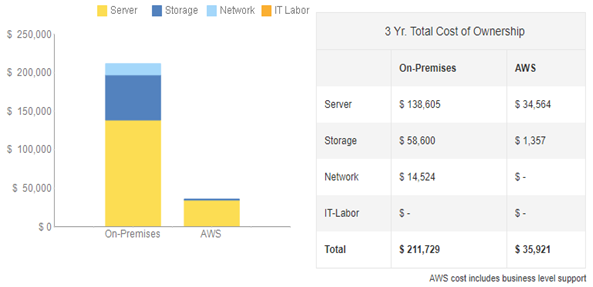 Server Storage Network IT Labor
$ 250,000
$ 200,000
$ 150,000
$ 100,000
$ 50,000
$ 0
On-Premises AWS
3 Yr. Total Cost of Ownership
On-Premises AWS
Server $ 138,605 $ 34,564
Storage $ 58,600 $ 1,357
Network $ 14,524 $ -
IT-Labor $ - $ -
Total $ 211,729 $ 35,921
AWS cost includes business level support